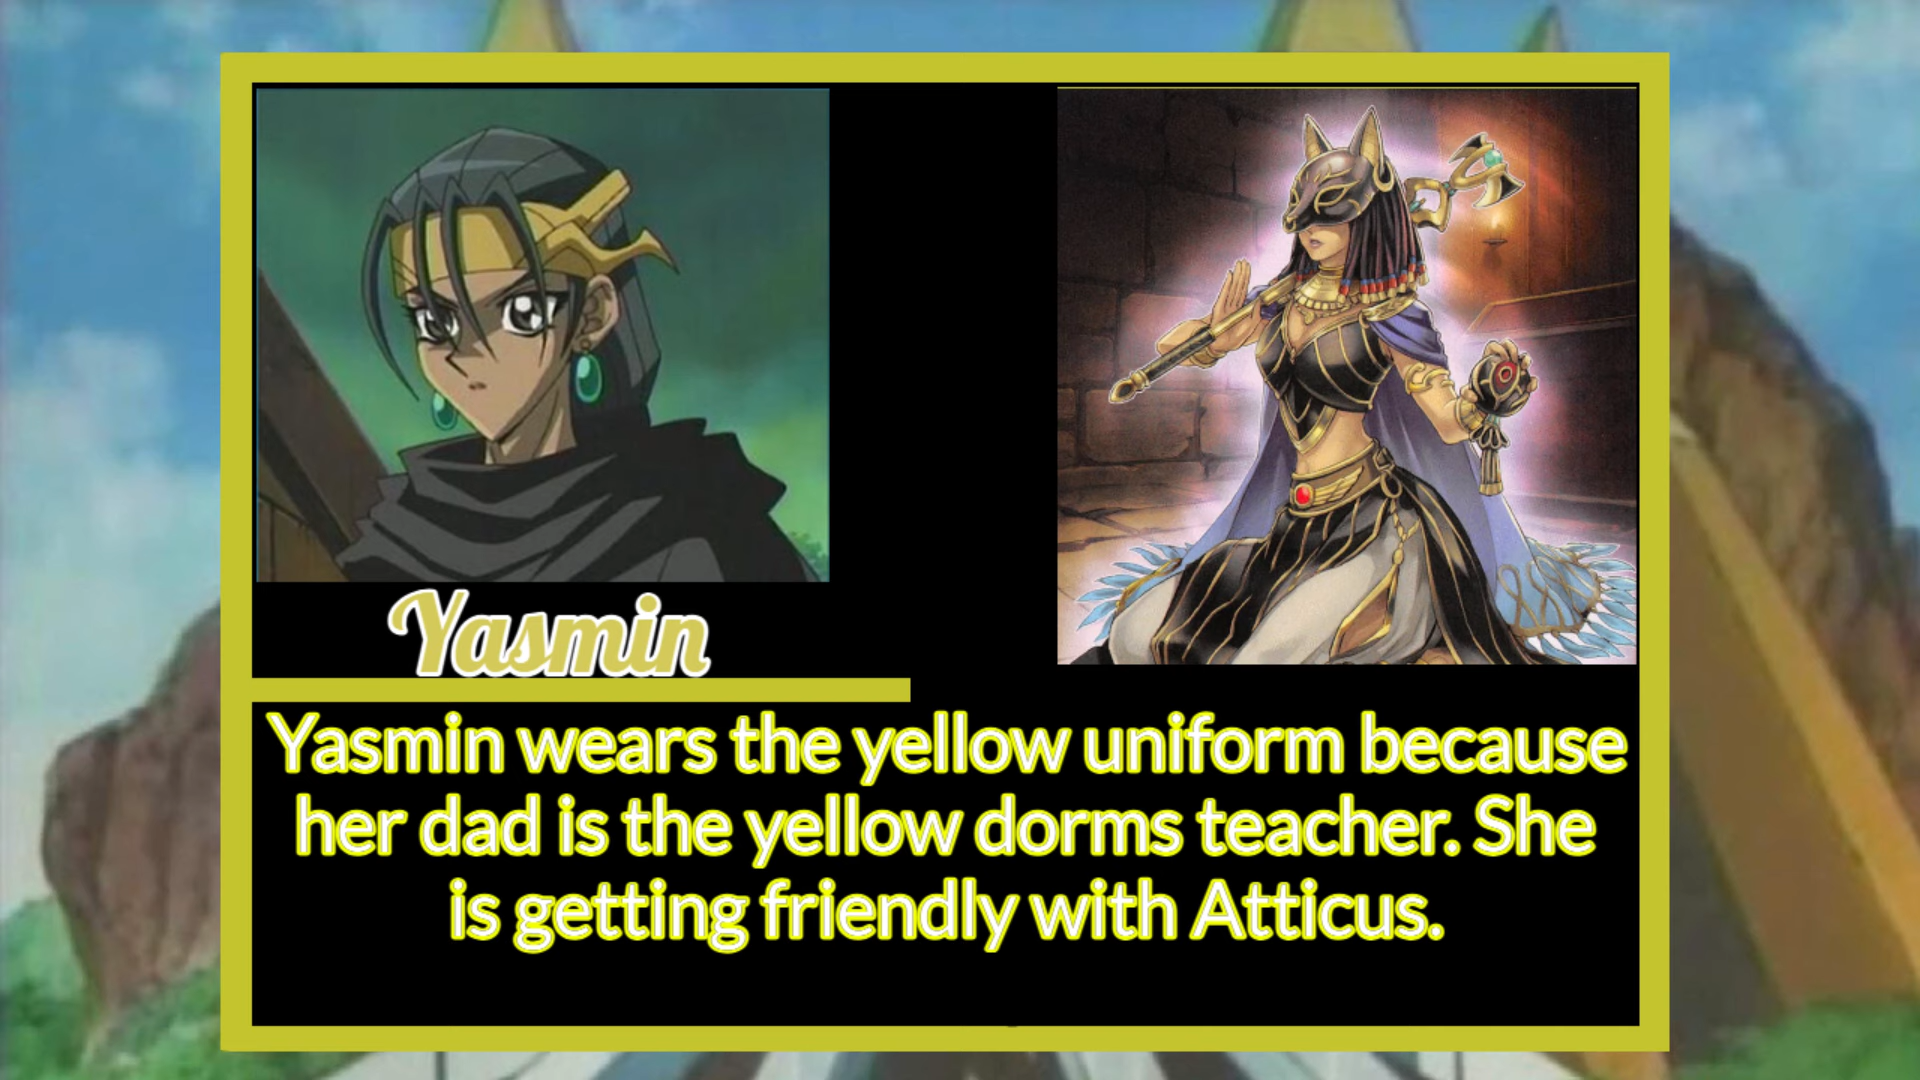 Yasmin
Yasmin wears the yellow uniform because
her dad is the yellow dorms teacher. She
is getting friendly with Atticus.